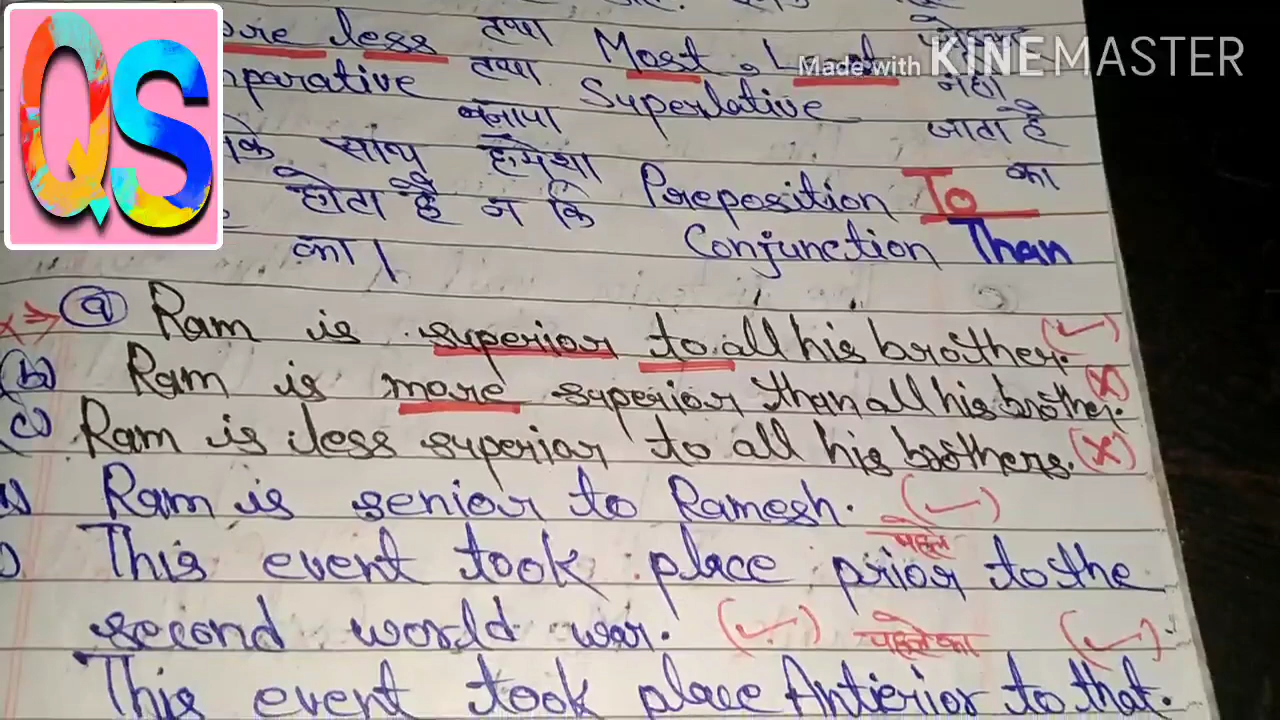 ore less तथा Most, Least प्रयोग
mparative तथा Superlative नहीं
बनाया जाता है
के साथ हमेशा Preposition To का
होता है न कि Conjunction Than
का।
(a) Ram is superior to all his brother. (✓)
(b) Ram is more superior than all his brother. (X)
(c) Ram is less superior to all his brothers. (X)
Ram is senior to Ramesh. (✓)
पहले
This event took place prior to the
second world war. (✓) पहले का (✓)
This event took place Anterior to that.
QS
Made with KINEMASTER